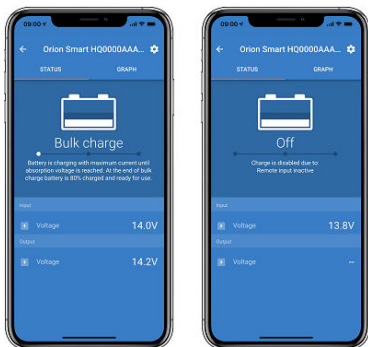 09:00
Orion Smart HQ0000AAA...
STATUS GRAPH
Bulk charge
Battery is charging with maximum current until
absorption voltage is reached. At the end of bulk
charge battery is 80% charged and ready for use.
Input
Voltage 14.0V
Output
Voltage 14.2V
09:00
Orion Smart HQ0000AAA...
STATUS GRAPH
Off
Charge is disabled due to:
Remote input inactive
Input
Voltage 13.8V
Output
Voltage --